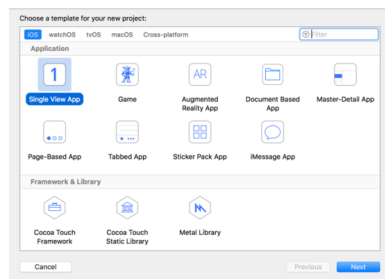 Choose a template for your new project:
iOS watchOS tvOS macOS Cross-platform Filter
Application
1 AR
Single View App Game Augmented Reality App Document Based App Master-Detail App
Page-Based App Tabbed App Sticker Pack App iMessage App
Framework & Library
Cocoa Touch Framework Cocoa Touch Static Library Metal Library
Cancel Previous Next